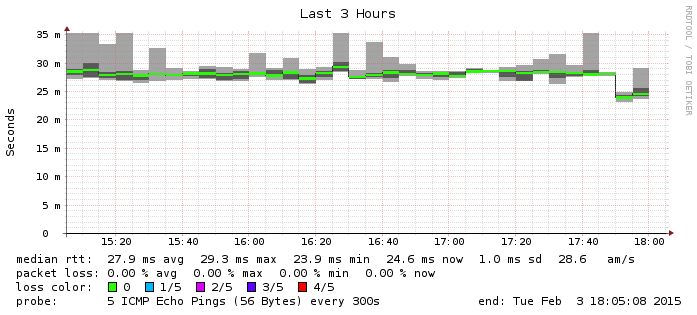 Last 3 Hours
RRDTOOL / TOBI OETIKER
Seconds
35 m
30 m
25 m
20 m
15 m
10 m
5 m
0
15:20 15:40 16:00 16:20 16:40 17:00 17:20 17:40 18:00
median rtt: 27.9 ms avg 29.3 ms max 23.9 ms min 24.6 ms now 1.0 ms sd 28.6 am/s
packet loss: 0.00 % avg 0.00 % max 0.00 % min 0.00 % now
loss color: 0 1/5 2/5 3/5 4/5
probe: 5 ICMP Echo Pings (56 Bytes) every 300s end: Tue Feb 3 18:05:08 2015